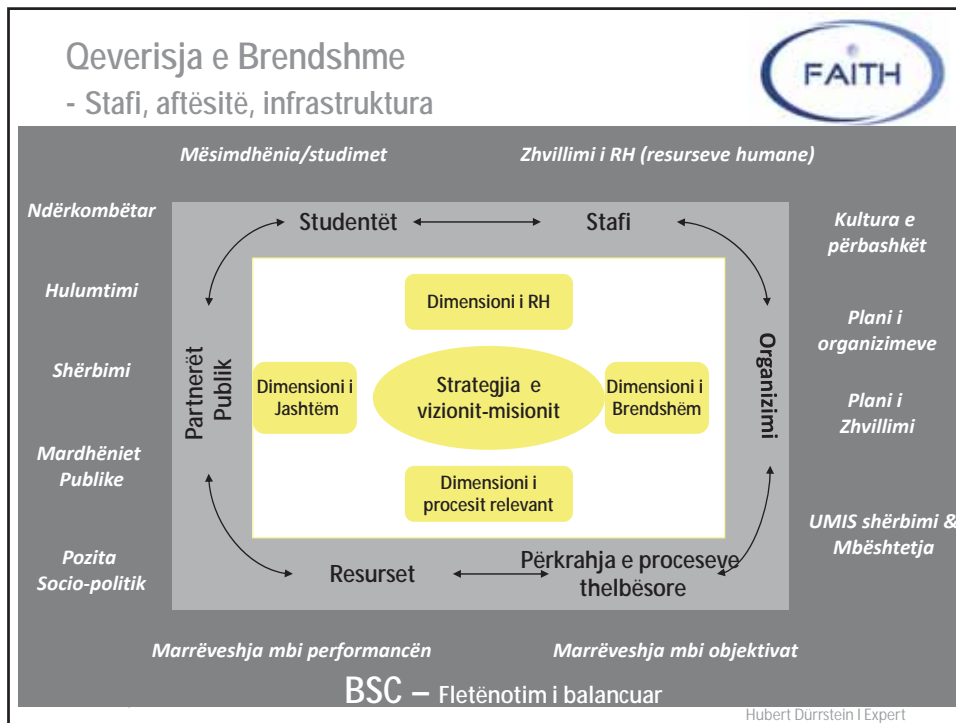 Qeverisja e Brendshme
- Stafi, aftësitë, infrastruktura
FAITH
Mësimdhënia/studimet
Zhvillimi i RH (resurseve humane)
Ndërkombëtar
Hulumtimi
Shërbimi
Mardhëniet
Publike
Pozita
Socio-politik
Studentët
Stafi
Partnerët
Publik
Dimensioni i RH
Dimensioni i
Jashtëm
Strategjia e
vizionit-misionit
Dimensioni i
Brendshëm
Dimensioni i
procesit relevant
Organizimi
Resurset
Përkrahja e proceseve
thelbësore
Kultura e
përbashkët
Plani i
organizimeve
Plani i
Zhvillimi
UMIS shërbimi &
Mbështetja
Marrëveshja mbi performancën
Marrëveshja mbi objektivat
BSC – Fletënotim i balancuar
Hubert Dürrstein I Expert